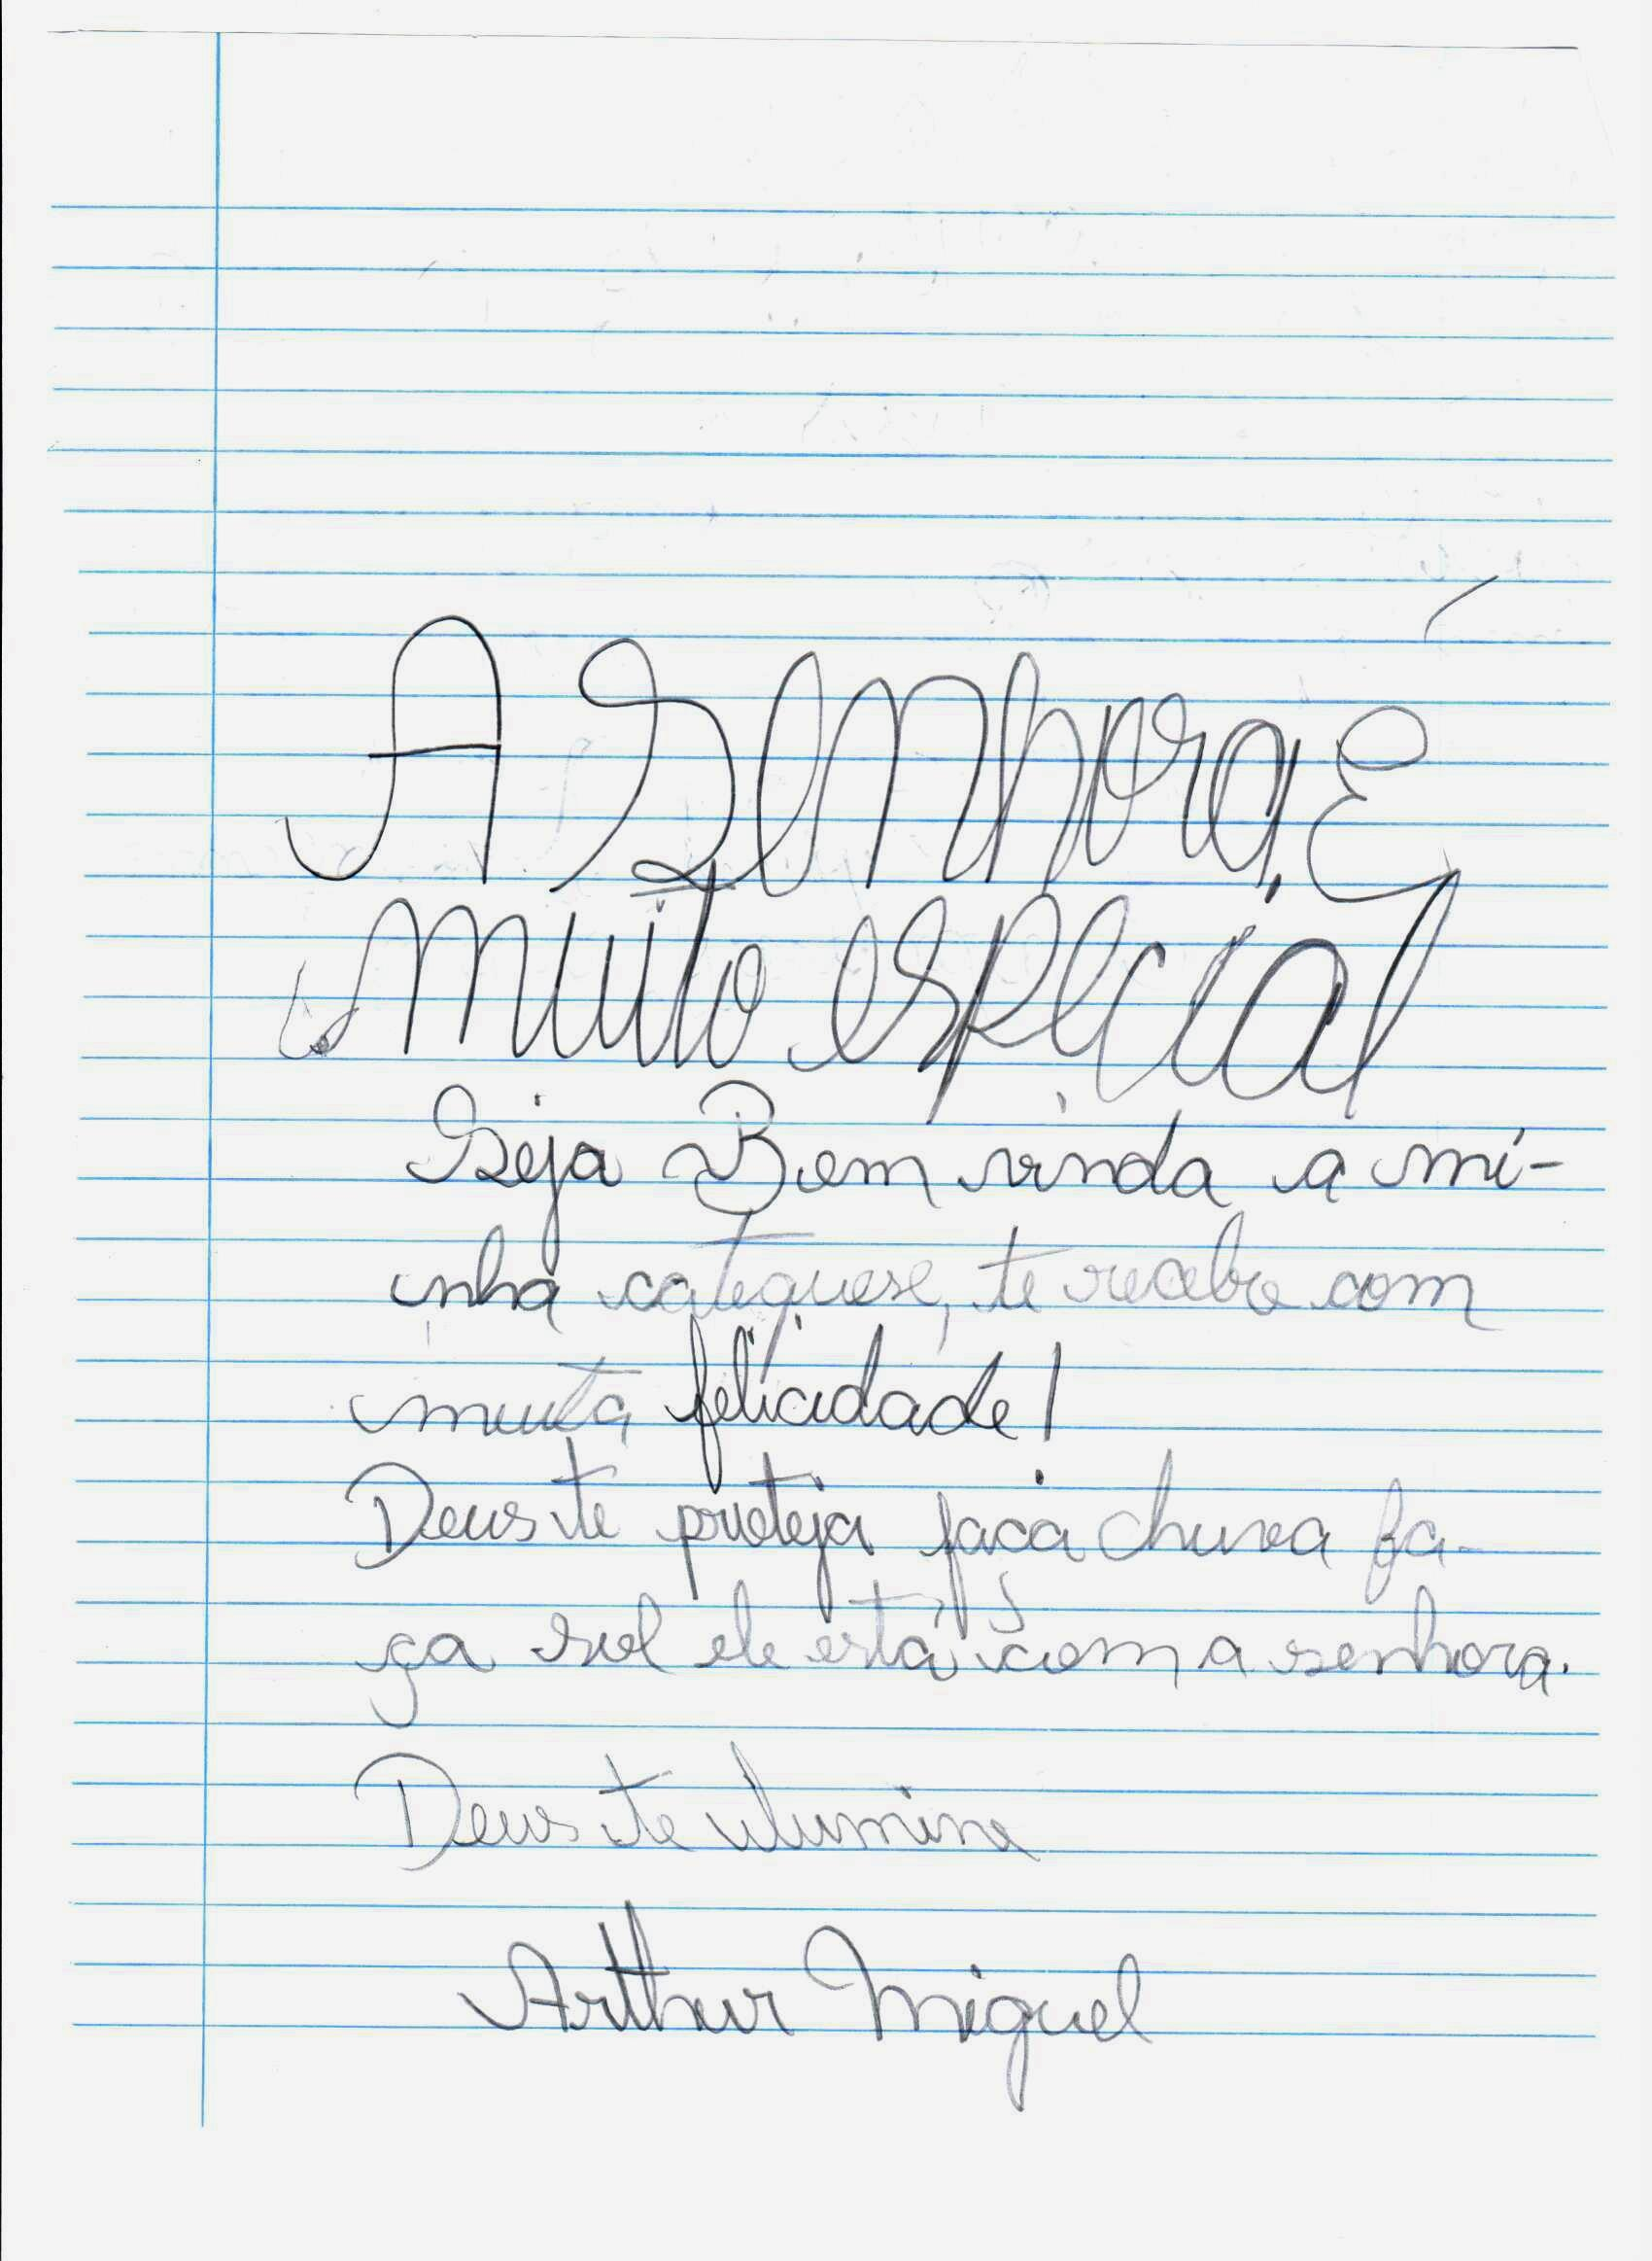 A Senhora, É
muito especial
Seja Bem vinda a mi-
nha catequese, te recebo com
muita felicidade!
Deus te proteja faça chuva fa-
ça sol ele está com a senhora.
Deus te ilumine
Arthur Miguel